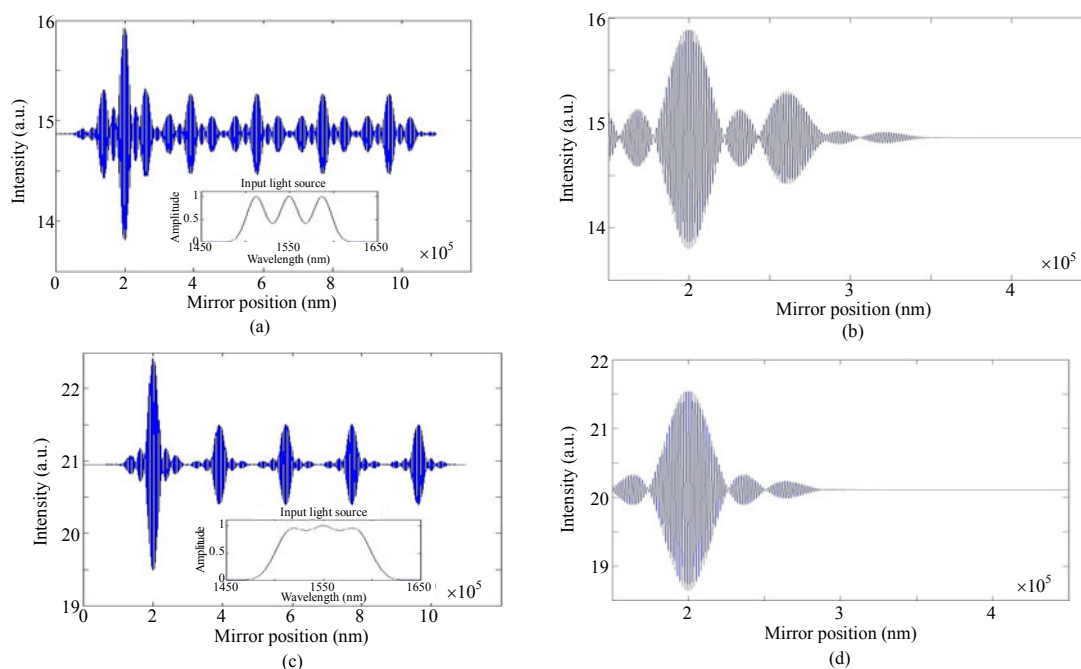 16
15
14
Intensity (a.u.)
Input light source
Amplitude
1
0.5
0
1450
1550
1650
Wavelength (nm)
×10⁵
0
2
4
6
8
10
Mirror position (nm)
(a)
16
15
14
Intensity (a.u.)
×10⁵
2
3
4
Mirror position (nm)
(b)
22
21
20
19
Intensity (a.u.)
Input light source
Amplitude
1
0.5
0
1450
1550
1650
Wavelength (nm)
×10⁵
0
2
4
6
8
10
Mirror position (nm)
(c)
22
21
20
19
Intensity (a.u.)
×10⁵
2
3
4
Mirror position (nm)
(d)